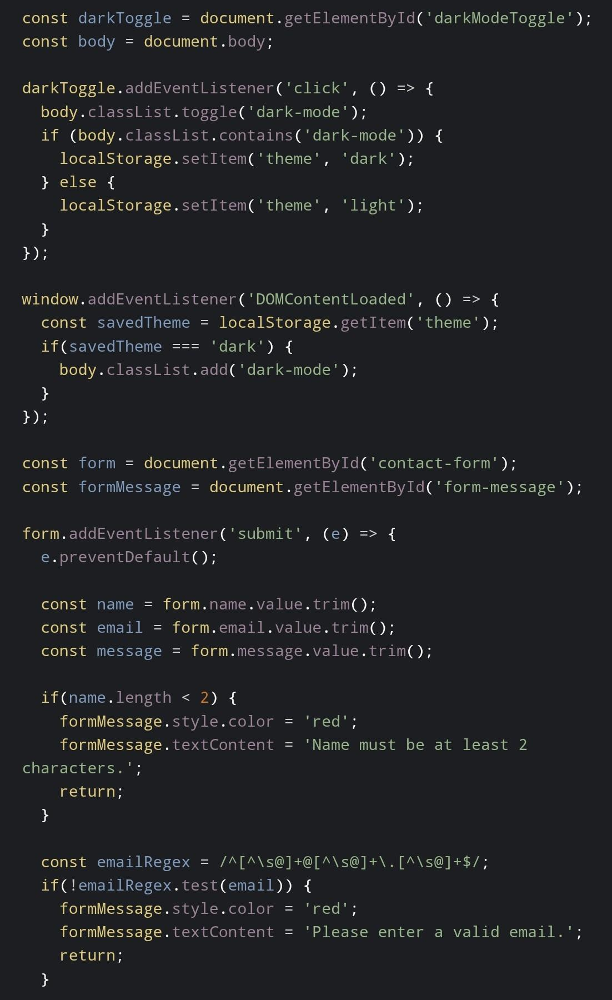 const darkToggle = document.getElementById('darkModeToggle');
const body = document.body;

darkToggle.addEventListener('click', () => {
  body.classList.toggle('dark-mode');
  if (body.classList.contains('dark-mode')) {
    localStorage.setItem('theme', 'dark');
  } else {
    localStorage.setItem('theme', 'light');
  }
});

window.addEventListener('DOMContentLoaded', () => {
  const savedTheme = localStorage.getItem('theme');
  if(savedTheme === 'dark') {
    body.classList.add('dark-mode');
  }
});

const form = document.getElementById('contact-form');
const formMessage = document.getElementById('form-message');

form.addEventListener('submit', (e) => {
  e.preventDefault();

  const name = form.name.value.trim();
  const email = form.email.value.trim();
  const message = form.message.value.trim();

  if(name.length < 2) {
    formMessage.style.color = 'red';
    formMessage.textContent = 'Name must be at least 2
characters.';
    return;
  }

  const emailRegex = /^[^\s@]+@[^\s@]+\.[^\s@]+$/;
  if(!emailRegex.test(email)) {
    formMessage.style.color = 'red';
    formMessage.textContent = 'Please enter a valid email.';
    return;
  }